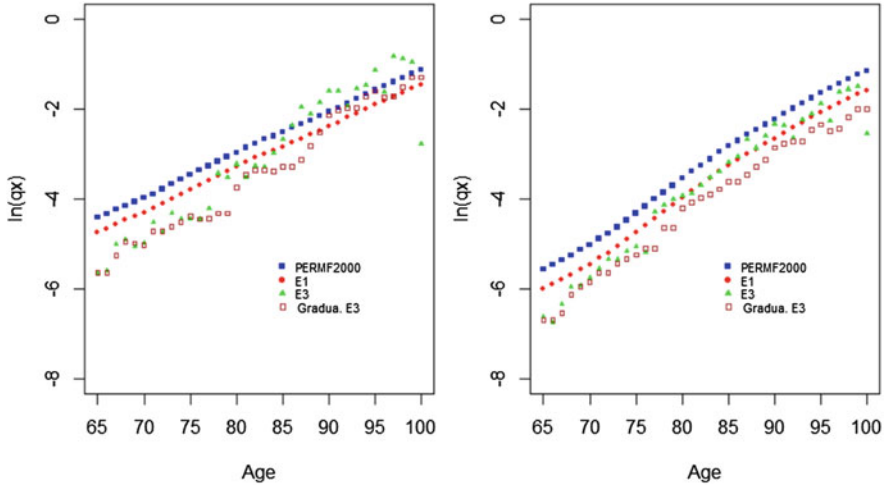 0
-2
-4
-6
-8
ln(qx)
PERMF2000
E1
E3
Gradua. E3
65 70 75 80 85 90 95 100
Age
0
-2
-4
-6
-8
ln(qx)
PERMF2000
E1
E3
Gradua. E3
65 70 75 80 85 90 95 100
Age